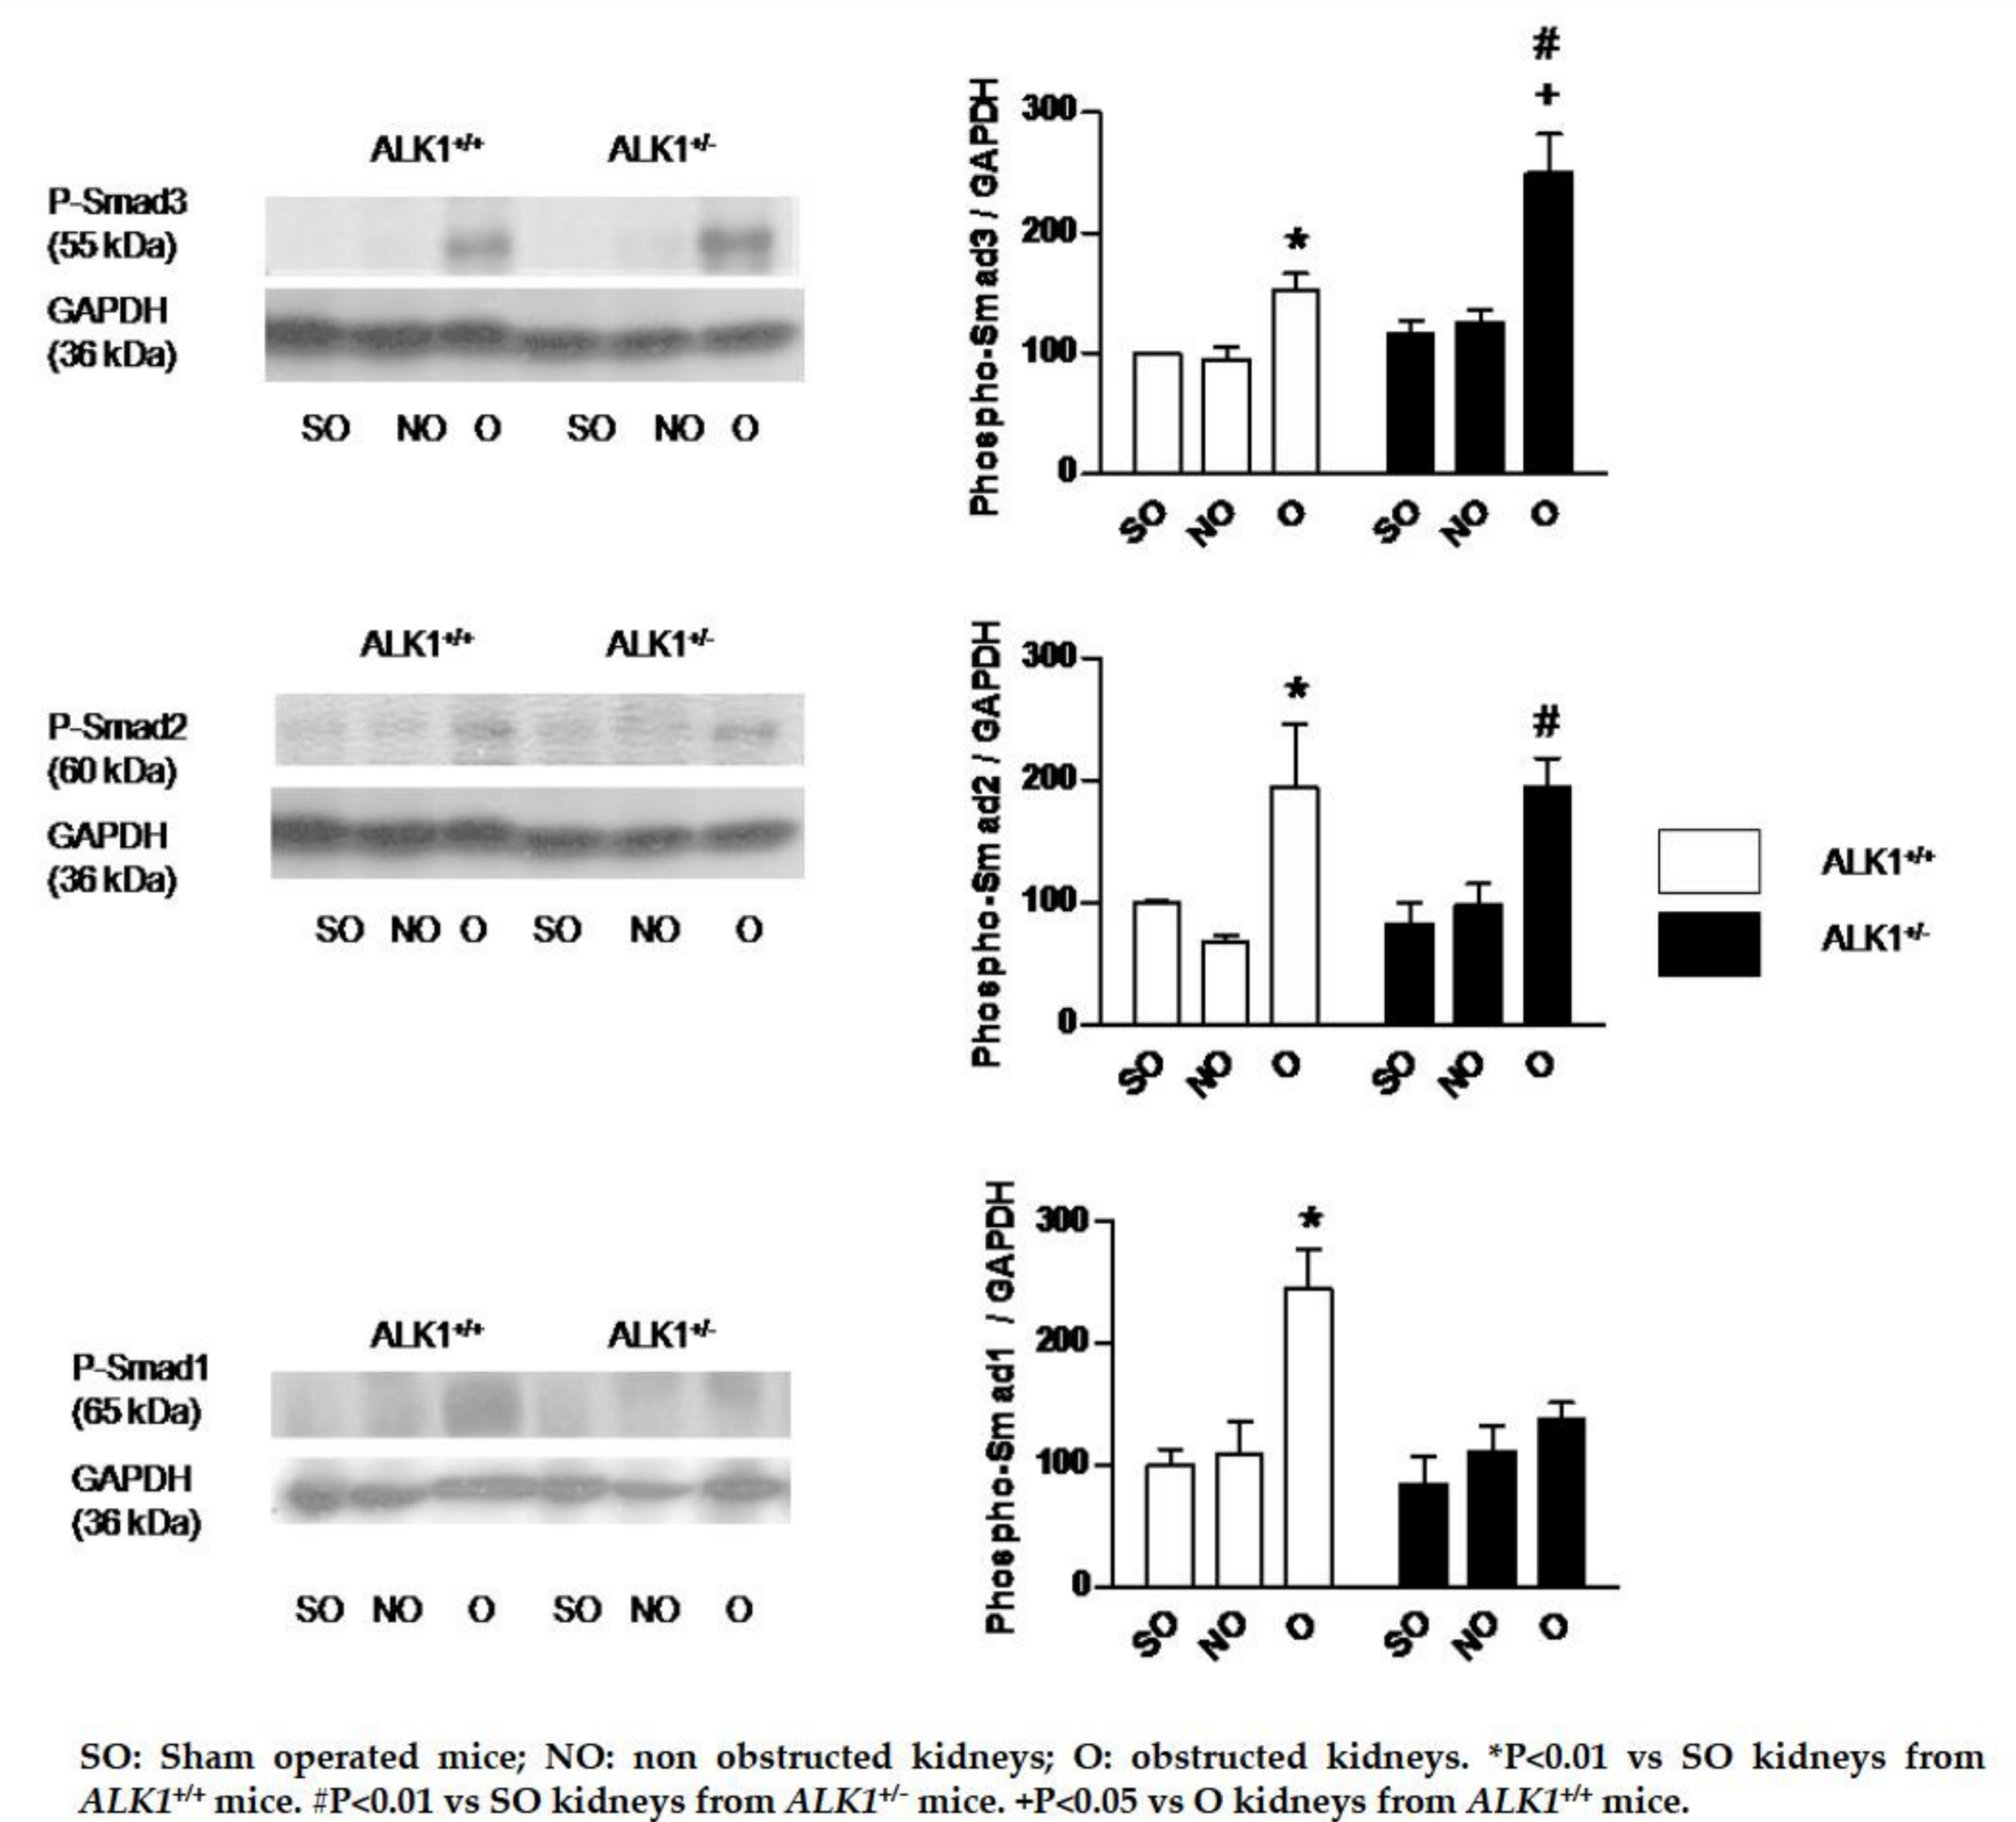 ALK1+/+ ALK1+/-
P-Smad3
(55 kDa)
GAPDH
(36 kDa)
SO NO O SO NO O
Phospho-Smad3 / GAPDH
300
200
100
0
*
#
+
SO NO O SO NO O
ALK1+/+ ALK1+/-
P-Smad2
(60 kDa)
GAPDH
(36 kDa)
SO NO O SO NO O
Phospho-Smad2 / GAPDH
300
200
100
0
*
#
SO NO O SO NO O
ALK1+/+
ALK1+/-
ALK1+/+ ALK1+/-
P-Smad1
(65 kDa)
GAPDH
(36 kDa)
SO NO O SO NO O
Phospho-Smad1 / GAPDH
300
200
100
0
*
SO NO O SO NO O
SO: Sham operated mice; NO: non obstructed kidneys; O: obstructed kidneys. *P<0.01 vs SO kidneys from
ALK1+/+ mice. #P<0.01 vs SO kidneys from ALK1+/- mice. +P<0.05 vs O kidneys from ALK1+/+ mice.